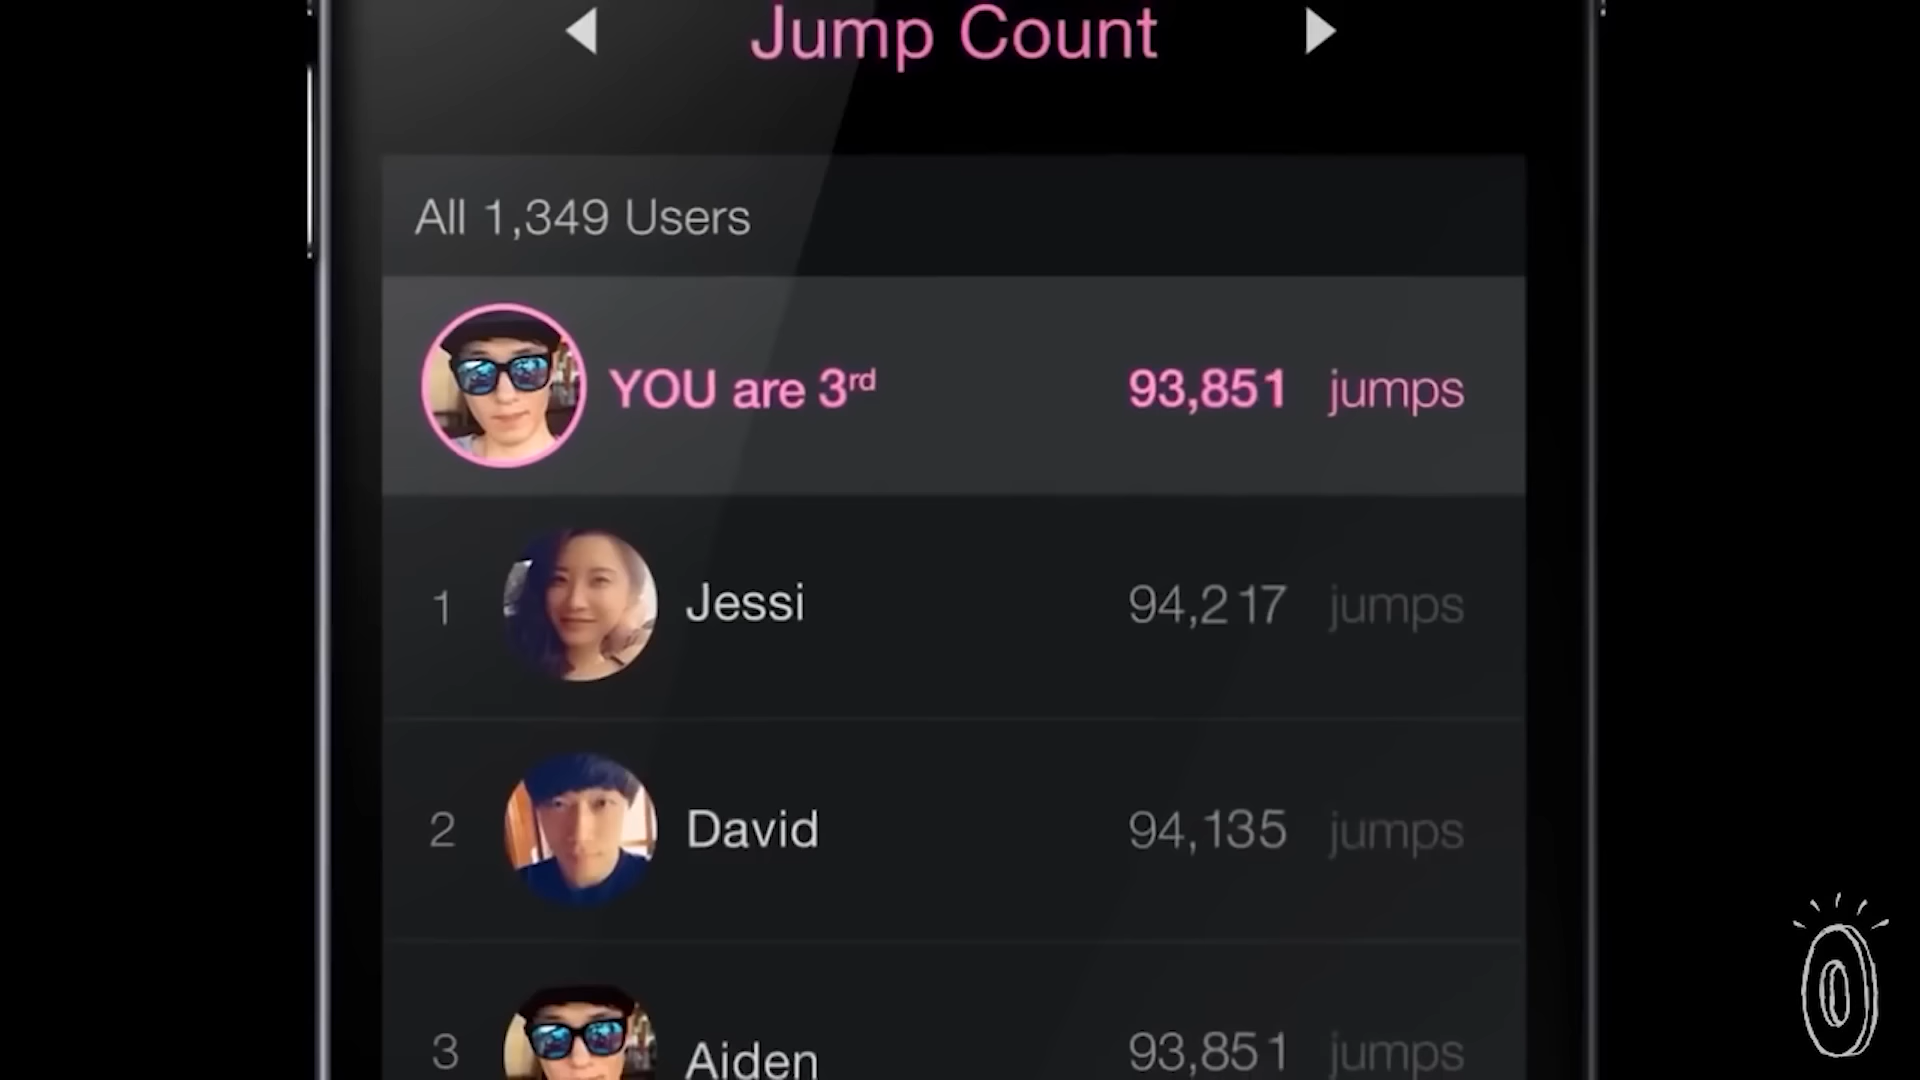 Jump Count
All 1,349 Users
YOU are 3rd 93,851 jumps
1 Jessi 94,217 jumps
2 David 94,135 jumps
3 Aiden 93,851 jumps